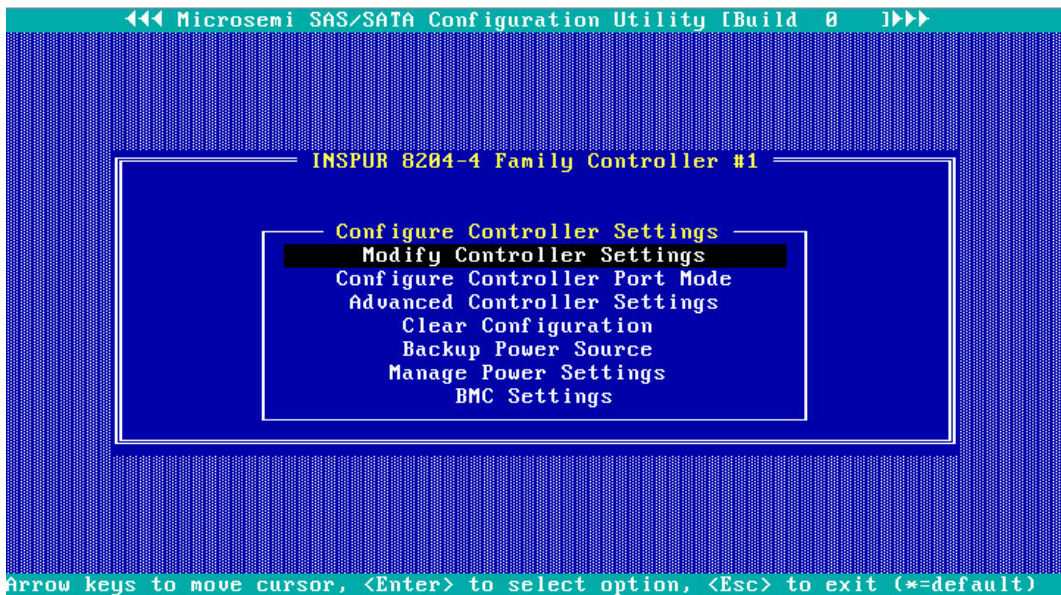 Microsemi SAS/SATA Configuration Utility [Build 0 ]
INSPUR 8204-4 Family Controller #1
Configure Controller Settings
Modify Controller Settings
Configure Controller Port Mode
Advanced Controller Settings
Clear Configuration
Backup Power Source
Manage Power Settings
BMC Settings
Arrow keys to move cursor, <Enter> to select option, <Esc> to exit (*=default)